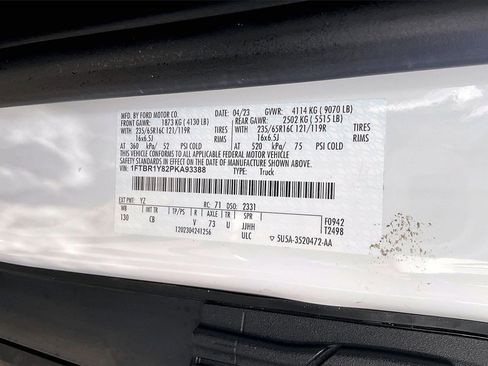 MFD. BY FORD MOTOR CO. 04/23 GVWR: 4114 KG ( 9070 LB)
FRONT GAWR: 1873 KG ( 4130 LB) REAR GAWR: 2502 KG ( 5515 LB)
WITH WITH
235/65R16C 121/119R TIRES 235/65R16C 121/119R TIRES
16x6.5J RIMS 16x6.5J RIMS
AT 360 kPa/ 52 PSI COLD AT 520 kPa/ 75 PSI COLD
THIS VEHICLE CONFORMS TO ALL APPLICABLE FEDERAL MOTOR VEHICLE SAFETY STANDARDS IN EFFECT ON THE DATE OF MANUFACTURE SHOWN ABOVE.
VIN: 1FTBR1Y82PKA93388 TYPE: Truck
EXT PNT: YZ RC: 71 DSO: 2331
WB INT TR TP/PS R AXLE TR SPR F0942
130 CB V 73 U JJHH T2498
1202304241256 ULC 5U5A-3520472-AA